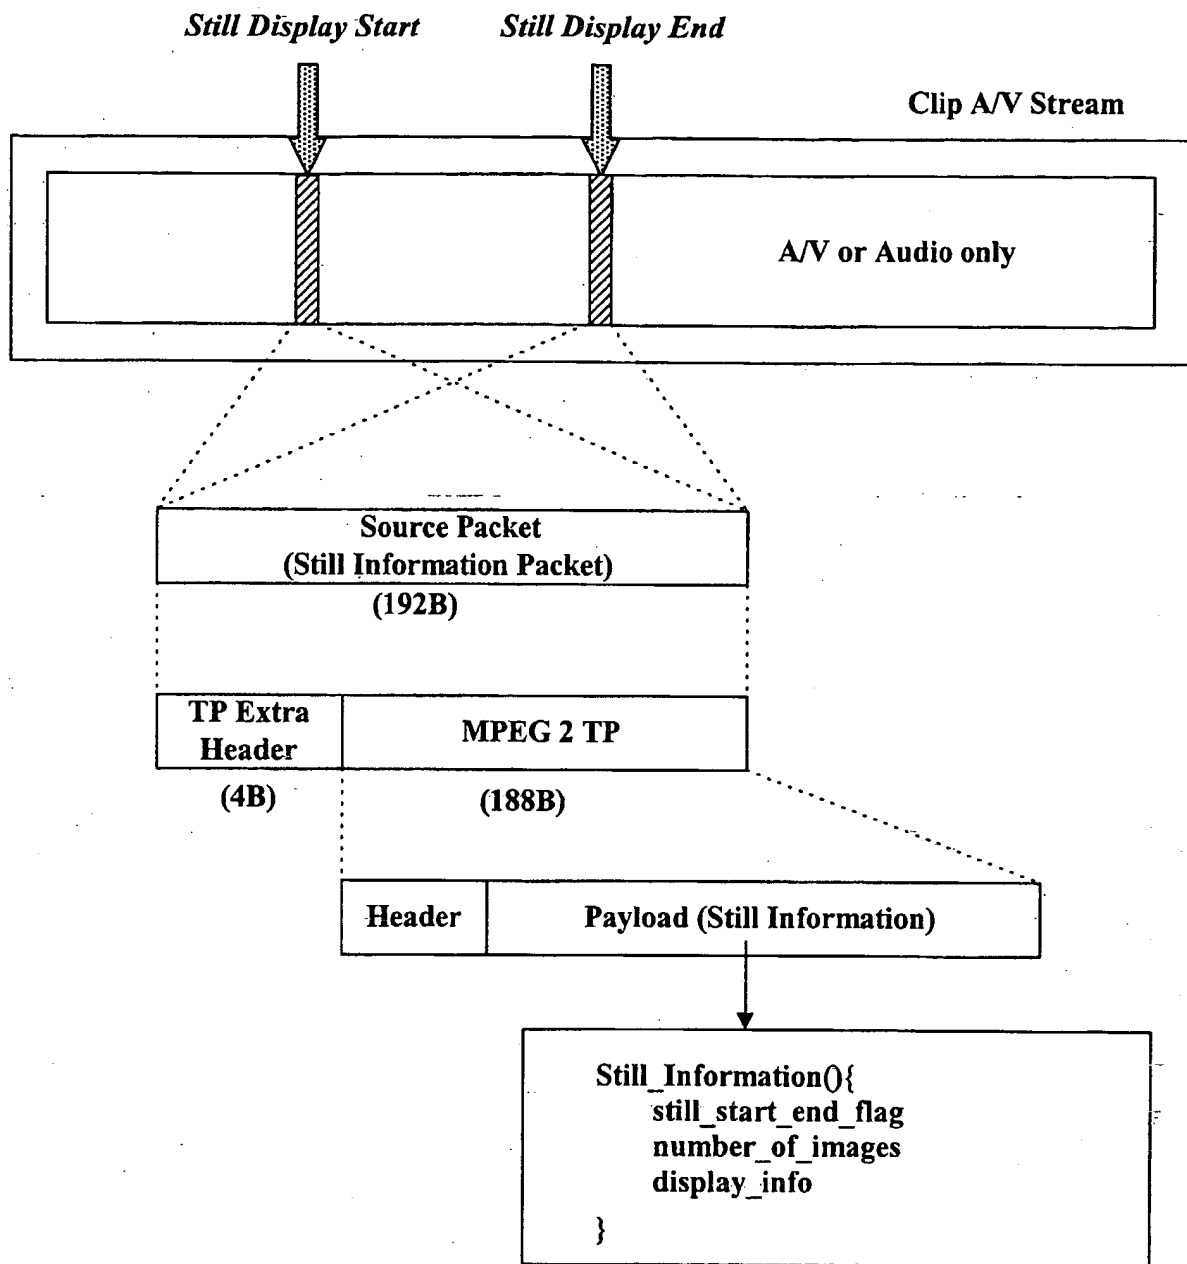 Still Display Start
Still Display End
Clip A/V Stream
A/V or Audio only
Source Packet
(Still Information Packet)
(192B)
TP Extra
Header
MPEG 2 TP
(4B)
(188B)
Header
Payload (Still Information)
Still_Information(){
still_start_end_flag
number_of_images
display_info
}